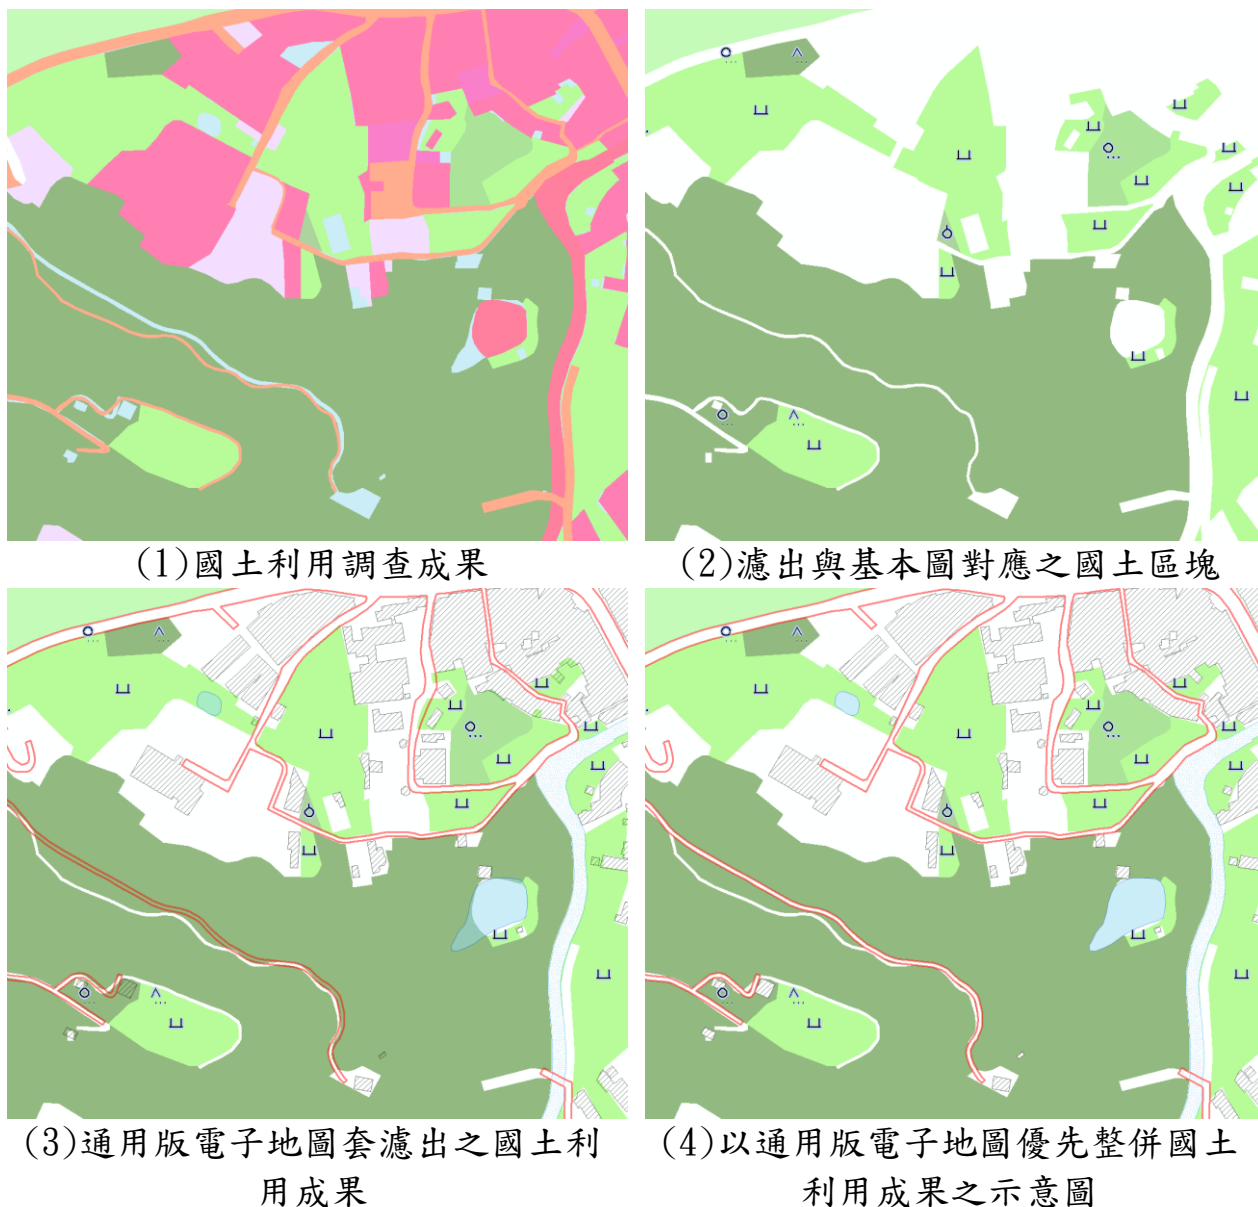 (1)國土利用調查成果
(2)濾出與基本圖對應之國土區塊
(3)通用版電子地圖套濾出之國土利
用成果
(4)以通用版電子地圖優先整併國土
利用成果之示意圖